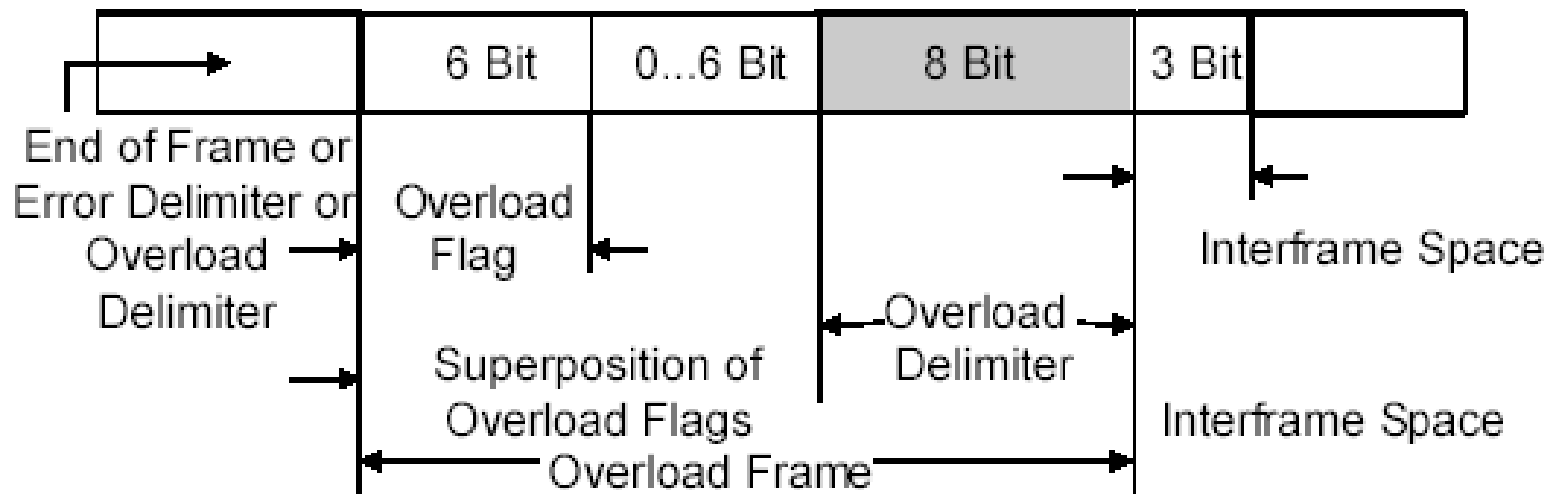 6 Bit
0...6 Bit
8 Bit
3 Bit
End of Frame or
Error Delimiter or
Overload
Delimiter
Overload
Flag
Superposition of
Overload Flags
Overload
Delimiter
Interframe Space
Interframe Space
Overload Frame